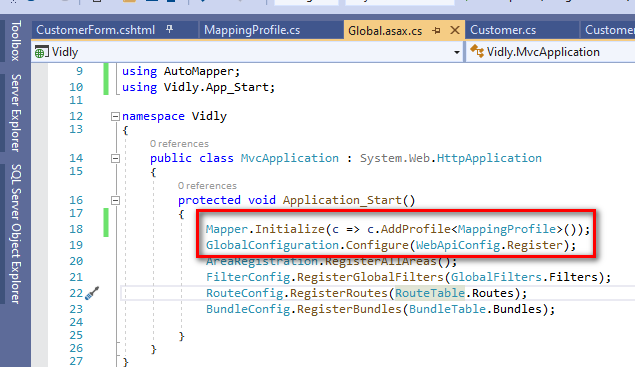 CustomerForm.cshtml MappingProfile.cs Global.asax.cs Customer.cs Custome
Vidly Vidly.MvcApplication
Toolbox
Server Explorer
SQL Server Object Explorer
9 using AutoMapper;
10 using Vidly.App_Start;
11
12 namespace Vidly
13 {
0 references
14 public class MvcApplication : System.Web.HttpApplication
15 {
0 references
16 protected void Application_Start()
17 {
18 Mapper.Initialize(c => c.AddProfile<MappingProfile>());
19 GlobalConfiguration.Configure(WebApiConfig.Register);
20 AreaRegistration.RegisterAllAreas();
21 FilterConfig.RegisterGlobalFilters(GlobalFilters.Filters);
22 RouteConfig.RegisterRoutes(RouteTable.Routes);
23 BundleConfig.RegisterBundles(BundleTable.Bundles);
24
25 }
26 }
27 }